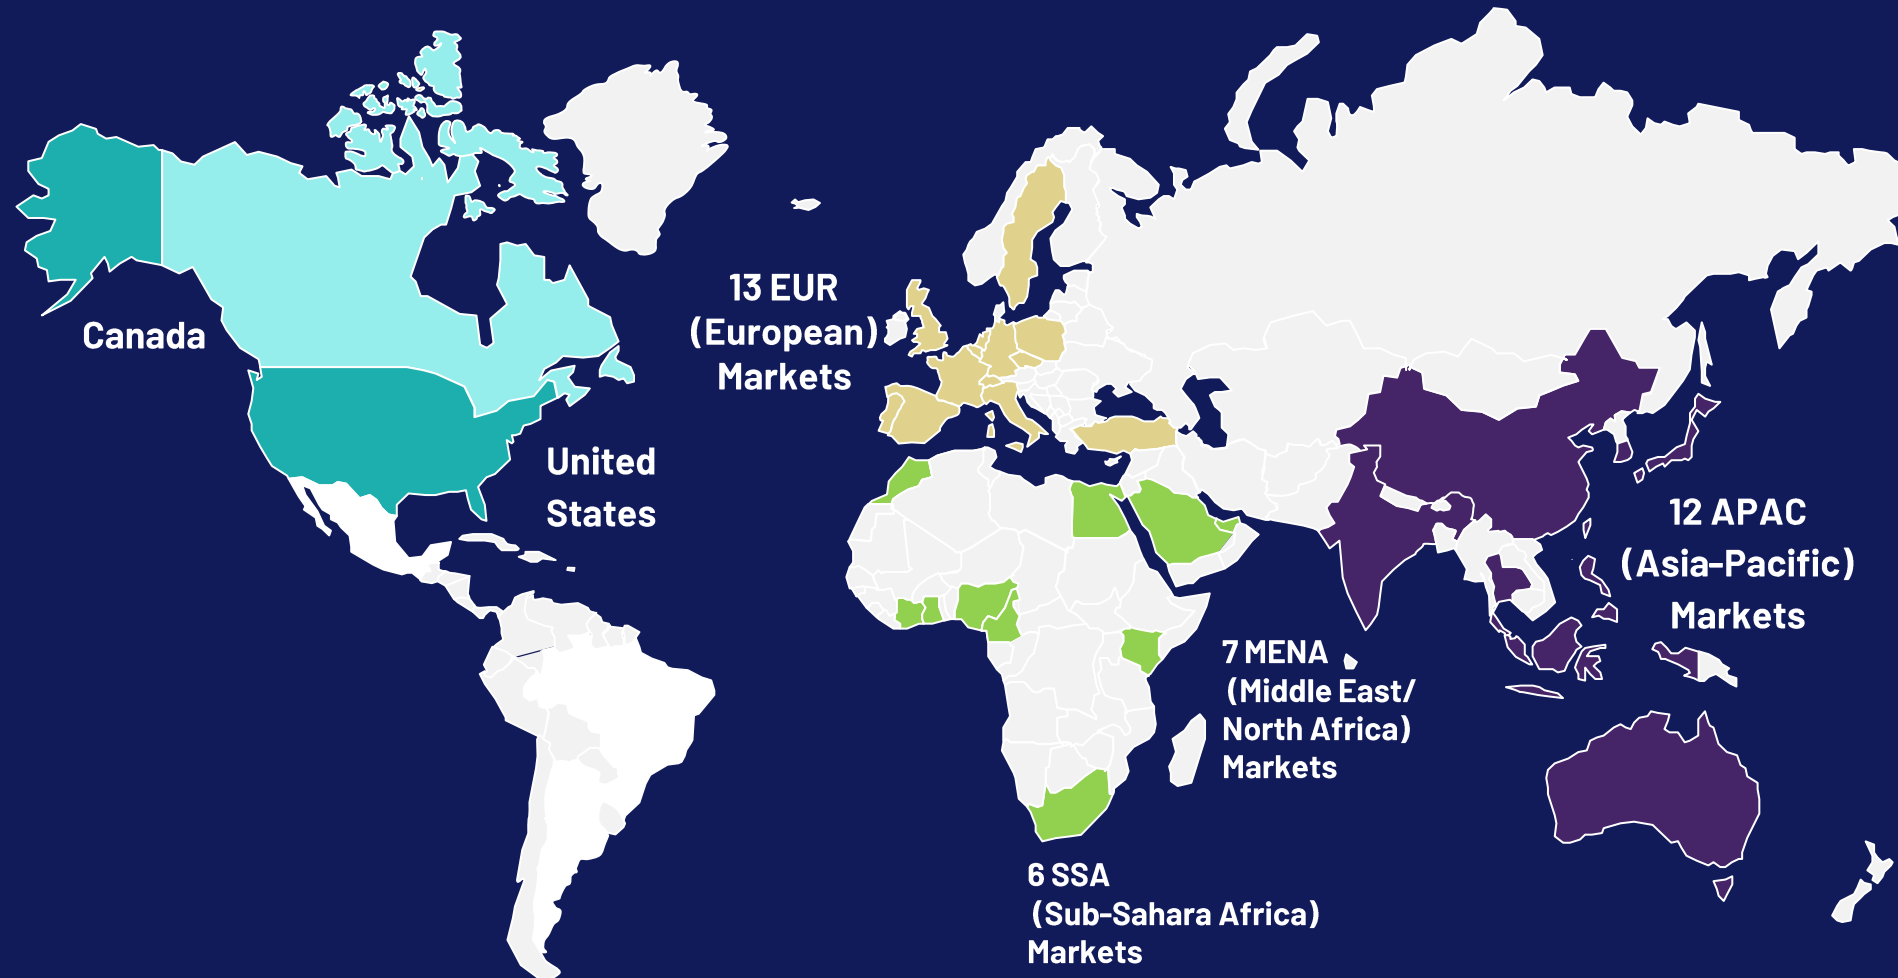 Canada
United
States
13 EUR
(European)
Markets
12 APAC
(Asia-Pacific)
Markets
7 MENA
(Middle East/
North Africa)
Markets
6 SSA
(Sub-Sahara Africa)
Markets